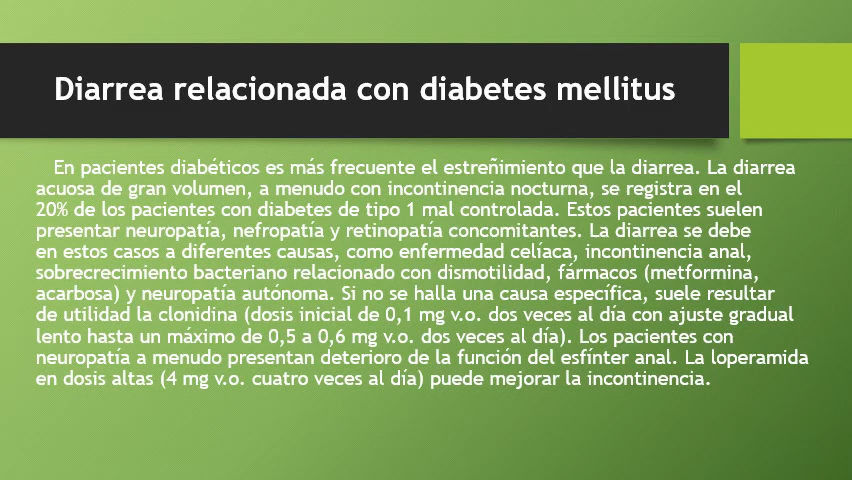 Diarrea relacionada con diabetes mellitus
En pacientes diabéticos es más frecuente el estreñimiento que la diarrea. La diarrea
acuosa de gran volumen, a menudo con incontinencia nocturna, se registra en el
20% de los pacientes con diabetes de tipo 1 mal controlada. Estos pacientes suelen
presentar neuropatía, nefropatía y retinopatía concomitantes. La diarrea se debe
en estos casos a diferentes causas, como enfermedad celíaca, incontinencia anal,
sobrecrecimiento bacteriano relacionado con dismotilidad, fármacos (metformina,
acarbosa) y neuropatía autónoma. Si no se halla una causa específica, suele resultar
de utilidad la clonidina (dosis inicial de 0,1 mg v.o. dos veces al día con ajuste gradual
lento hasta un máximo de 0,5 a 0,6 mg v.o. dos veces al día). Los pacientes con
neuropatía a menudo presentan deterioro de la función del esfínter anal. La loperamida
en dosis altas (4 mg v.o. cuatro veces al día) puede mejorar la incontinencia.